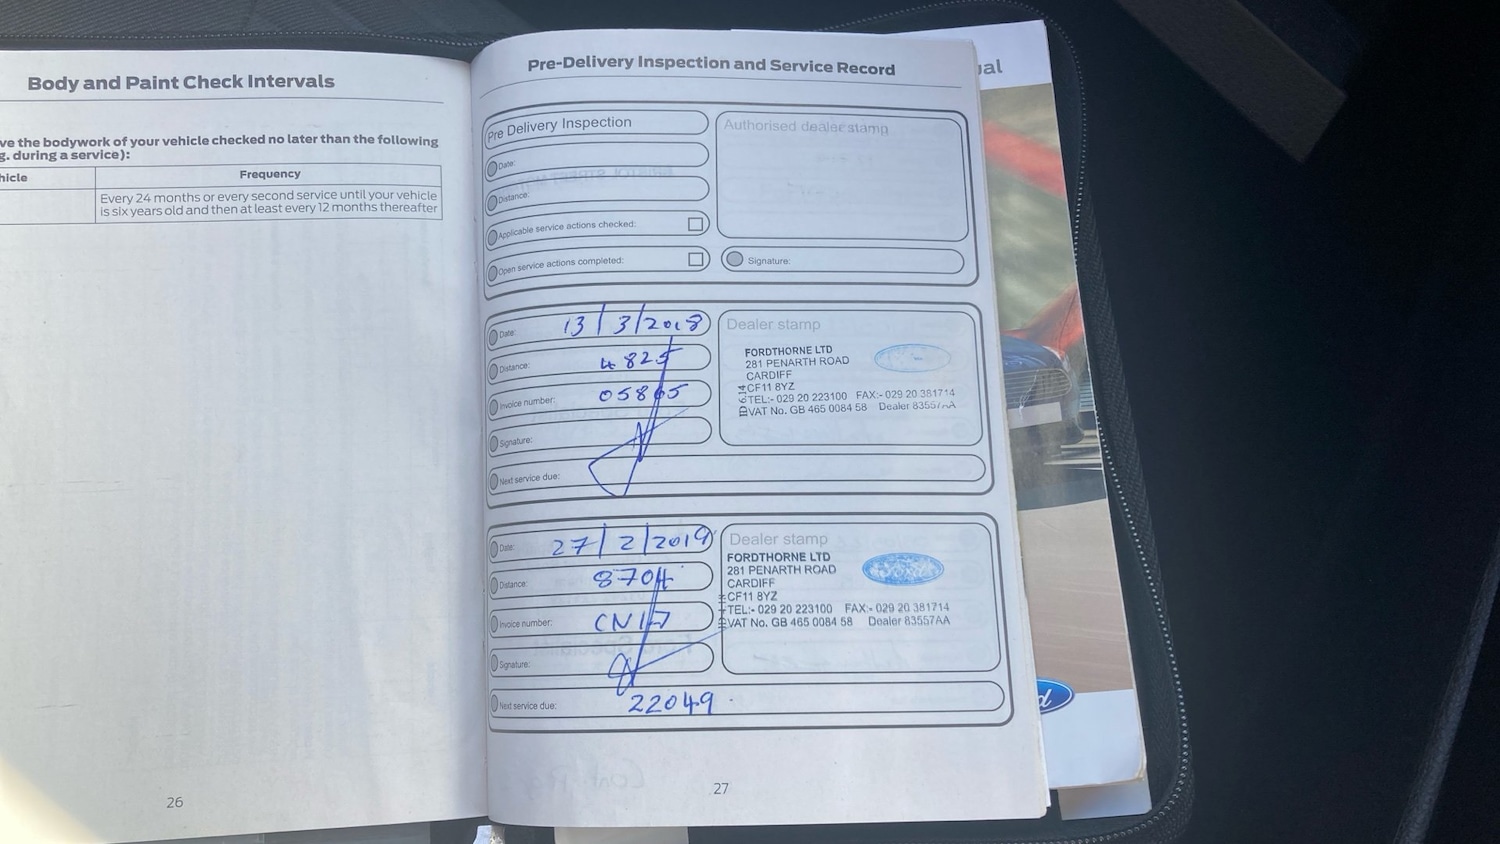 Body and Paint Check Intervals
ve the bodywork of your vehicle checked no later than the following
g. during a service):
hicle
Frequency
Every 24 months or every second service until your vehicle
is six years old and then at least every 12 months thereafter
26
Pre-Delivery Inspection and Service Record
Pre Delivery Inspection
Date:
Distance:
Applicable service actions checked:
Open service actions completed:
Authorised dealer stamp
Signature:
Date: 13/3/2018
Distance: 4825
Invoice number: 05865
Signature:
Next service due:
Dealer stamp
FORDTHORNE LTD
281 PENARTH ROAD
CARDIFF
CF11 8YZ
TEL:- 029 20 223100 FAX:- 029 20 381714
VAT No. GB 465 0084 58 Dealer 83557AA
ID 6.14
Date: 27/2/2019
Distance: 8704
Invoice number: CN17
Signature:
Next service due: 22049
Dealer stamp
FORDTHORNE LTD
281 PENARTH ROAD
CARDIFF
CF11 8YZ
TEL:- 029 20 223100 FAX:- 029 20 381714
VAT No. GB 465 0084 58 Dealer 83557AA
Ford
27
ual
d